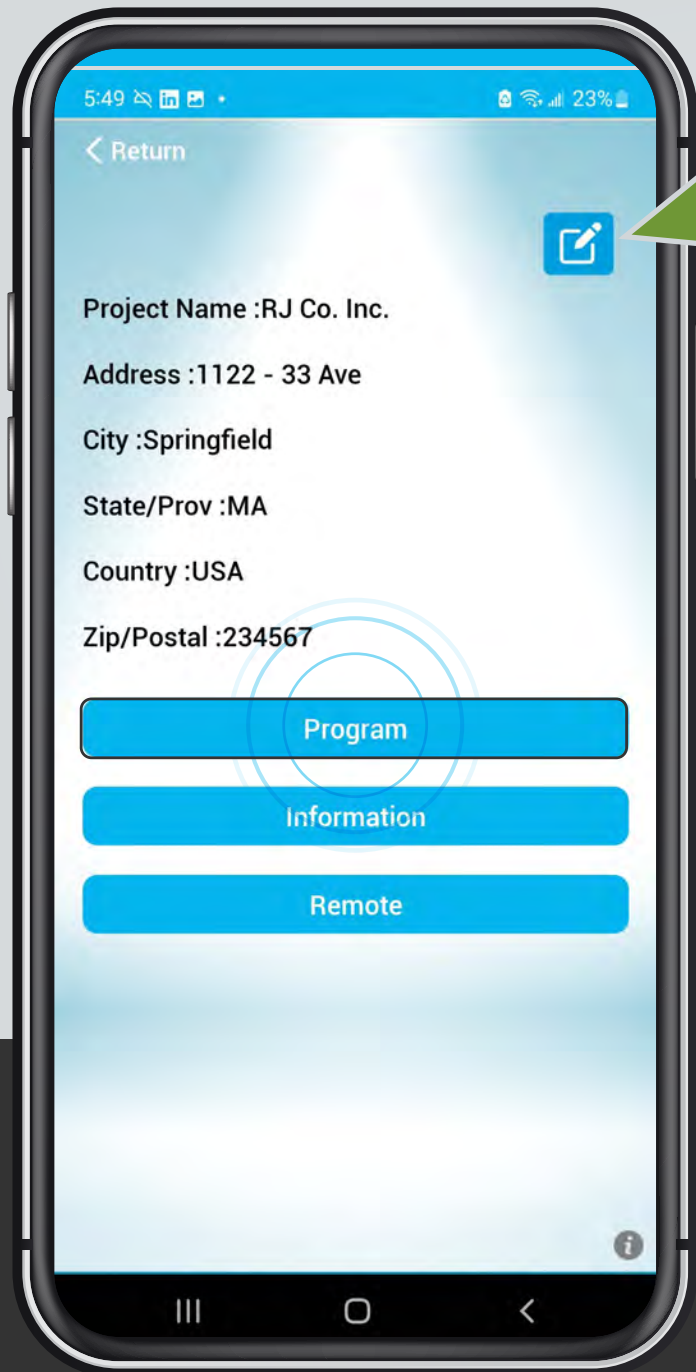 5:49 in 23%
Return
Project Name :RJ Co. Inc.
Address :1122 - 33 Ave
City :Springfield
State/Prov :MA
Country :USA
Zip/Postal :234567
Program
Information
Remote
i